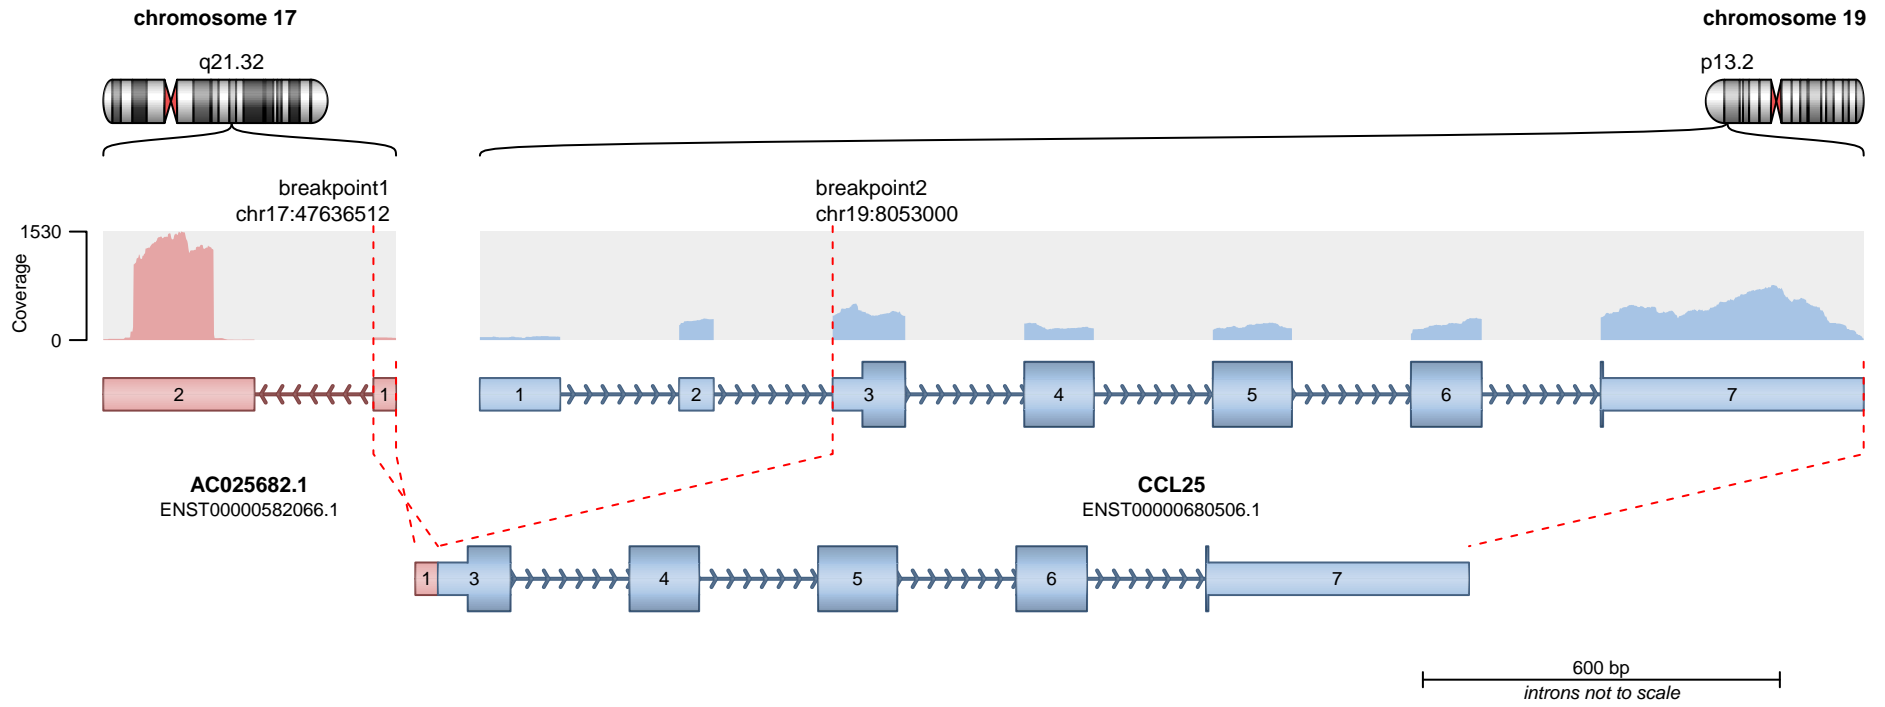 chromosome 17
chromosome 19
q21.32
p13.2
breakpoint1
chr17:47636512
breakpoint2
chr19:8053000
1530
Coverage
0
2
1
1
2
3
4
5
6
7
AC025682.1
ENST00000582066.1
CCL25
ENST00000680506.1
1
3
4
5
6
7
600 bp
introns not to scale